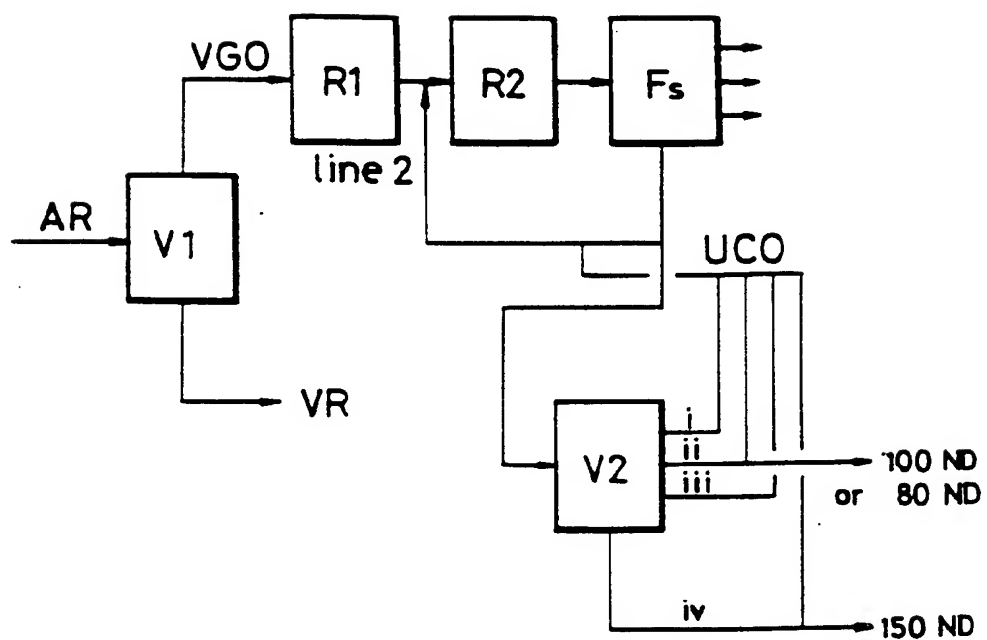 VGO
R1
R2
Fs
line 2
AR
V1
UCO
VR
V2
i
ii
iii
100 ND
or 80 ND
iv
150 ND